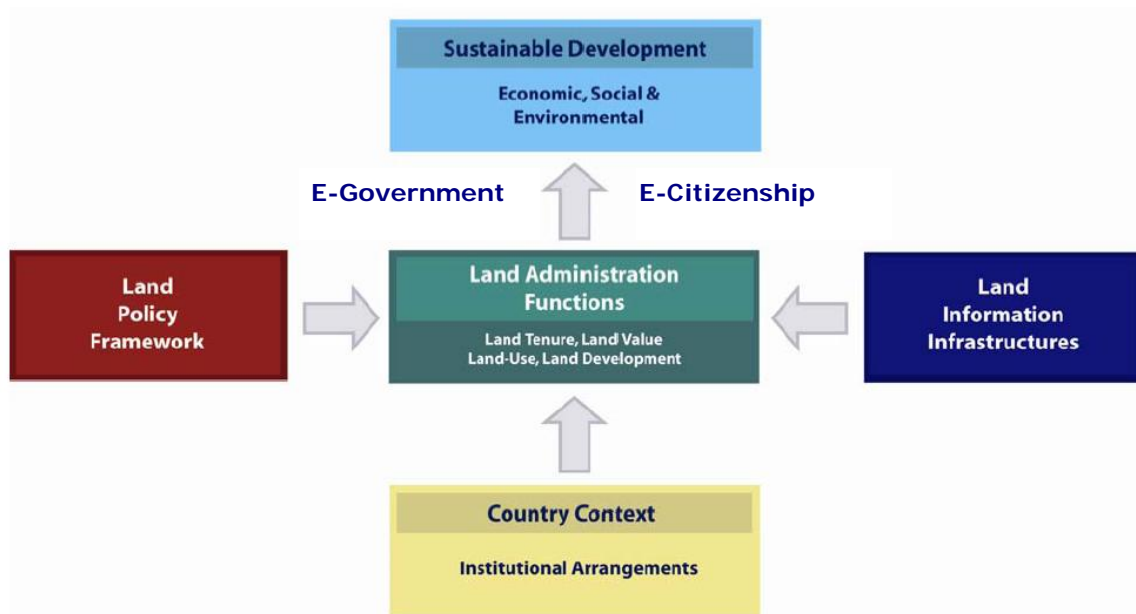 Sustainable Development
Economic, Social &
Environmental
E-Government
E-Citizenship
Land
Policy
Framework
Land Administration
Functions
Land Tenure, Land Value
Land-Use, Land Development
Land
Information
Infrastructures
Country Context
Institutional Arrangements